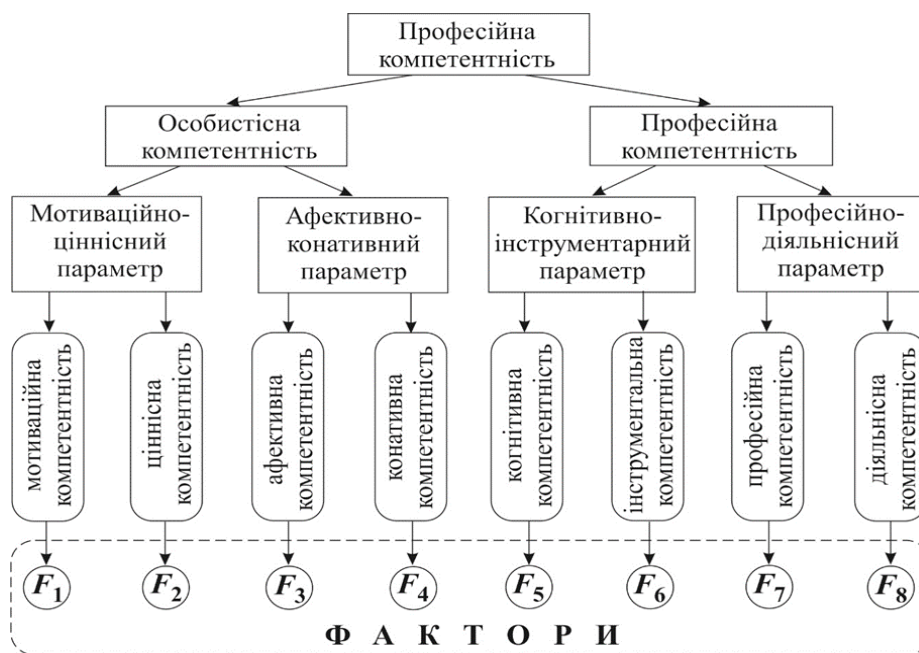 Професійна
компетентність
Особистісна
компетентність
Професійна
компетентність
Мотиваційно-
ціннісний
параметр
Афективно-
конативний
параметр
Когнітивно-
інструментарний
параметр
Професійно-
діяльнісний
параметр
мотиваційна
компетентність
ціннісна
компетентність
афективна
компетентність
конативна
компетентність
когнітивна
компетентність
інструментальна
компетентність
професійна
компетентність
діяльнісна
компетентність
F1
F2
F3
F4
F5
F6
F7
F8
Ф А К Т О Р И